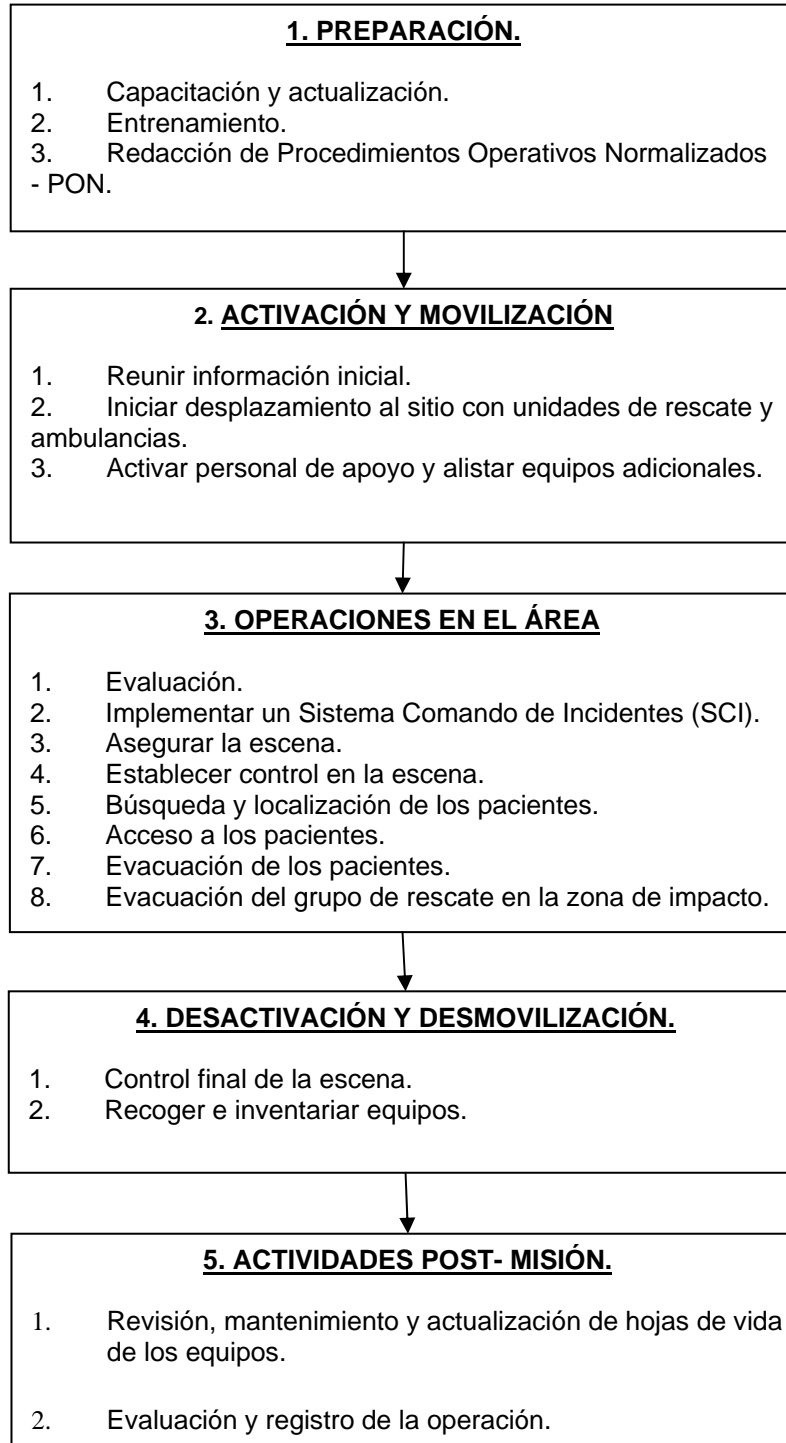 1. PREPARACIÓN.
1. Capacitación y actualización.
2. Entrenamiento.
3. Redacción de Procedimientos Operativos Normalizados
- PON.
2. ACTIVACIÓN Y MOVILIZACIÓN
1. Reunir información inicial.
2. Iniciar desplazamiento al sitio con unidades de rescate y
ambulancias.
3. Activar personal de apoyo y alistar equipos adicionales.
3. OPERACIONES EN EL ÁREA
1. Evaluación.
2. Implementar un Sistema Comando de Incidentes (SCI).
3. Asegurar la escena.
4. Establecer control en la escena.
5. Búsqueda y localización de los pacientes.
6. Acceso a los pacientes.
7. Evacuación de los pacientes.
8. Evacuación del grupo de rescate en la zona de impacto.
4. DESACTIVACIÓN Y DESMOVILIZACIÓN.
1. Control final de la escena.
2. Recoger e inventariar equipos.
5. ACTIVIDADES POST- MISIÓN.
1. Revisión, mantenimiento y actualización de hojas de vida
de los equipos.
2. Evaluación y registro de la operación.